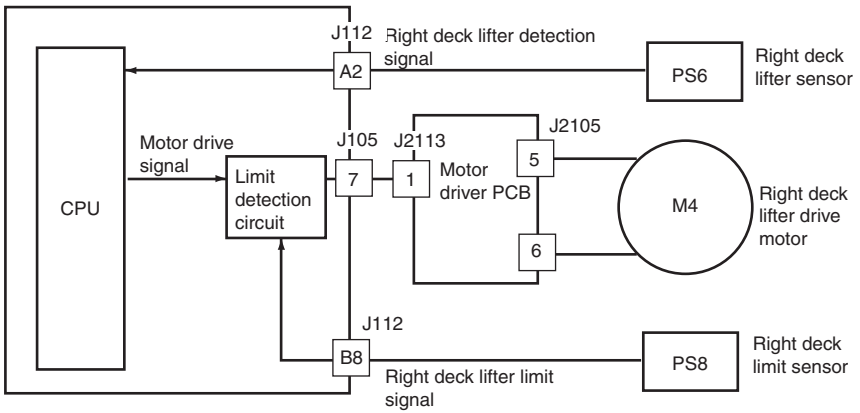 J112
Right deck lifter detection
signal
A2
PS6
Right deck
lifter sensor
CPU
Motor drive
signal
Limit
detection
circuit
J105
7
J2113
1
Motor
driver PCB
J2105
5
6
M4
Right deck
lifter drive
motor
J112
B8
Right deck lifter limit
signal
PS8
Right deck
limit sensor